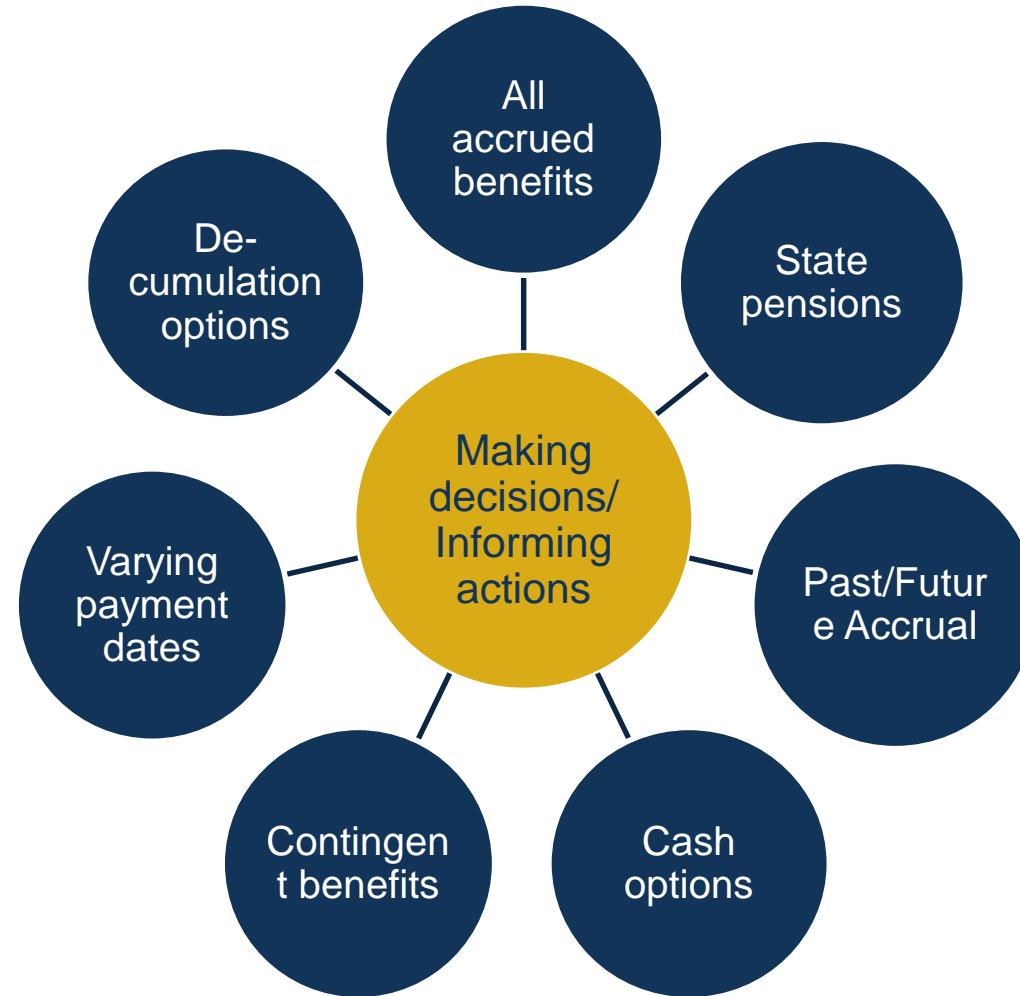 All
accrued
benefits
State
pensions
Past/Futur
e Accrual
Cash
options
Contingen
t benefits
Varying
payment
dates
De-
cumulation
options
Making
decisions/
Informing
actions